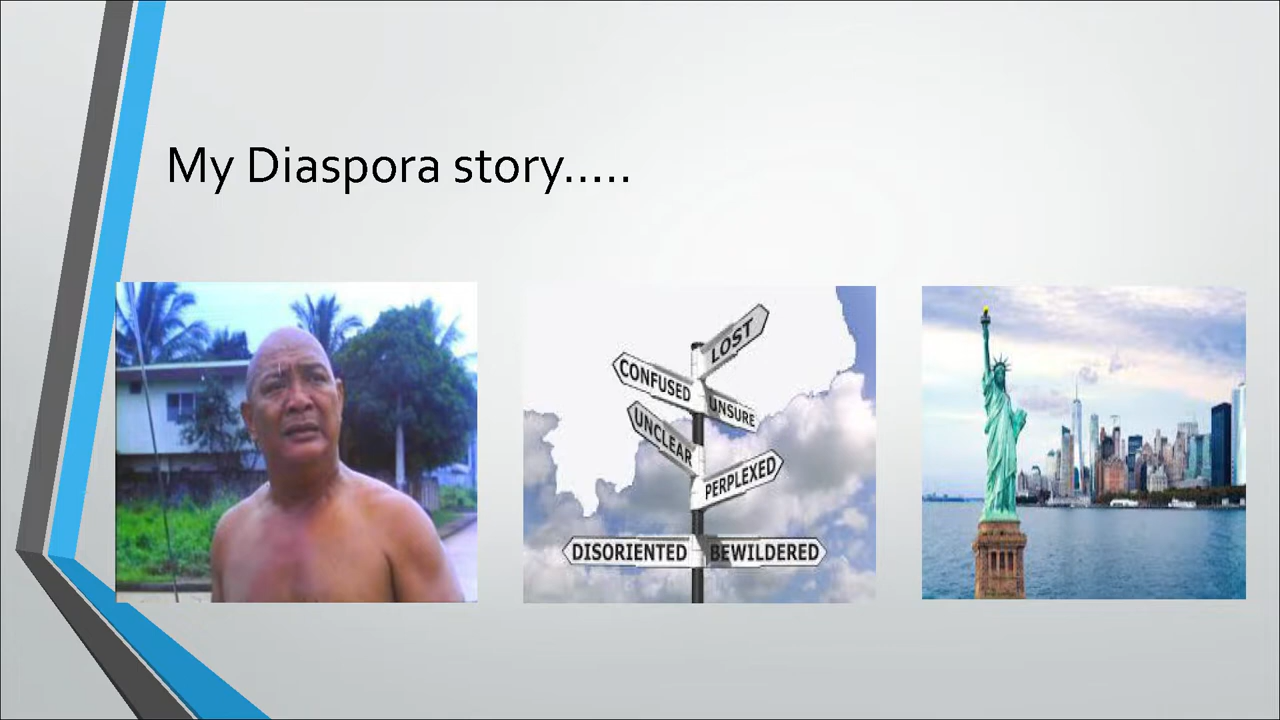 My Diaspora story.....
LOST
CONFUSED
UNSURE
UNCLEAR
PERPLEXED
DISORIENTED
BEWILDERED